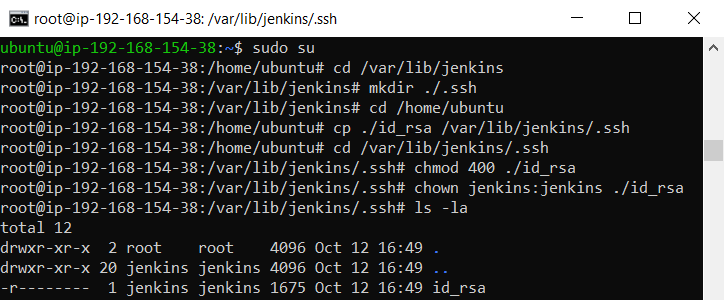 root@ip-192-168-154-38: /var/lib/jenkins/.ssh
ubuntu@ip-192-168-154-38:~$ sudo su
root@ip-192-168-154-38:/home/ubuntu# cd /var/lib/jenkins
root@ip-192-168-154-38:/var/lib/jenkins# mkdir ./.ssh
root@ip-192-168-154-38:/var/lib/jenkins# cd /home/ubuntu
root@ip-192-168-154-38:/home/ubuntu# cp ./id_rsa /var/lib/jenkins/.ssh
root@ip-192-168-154-38:/home/ubuntu# cd /var/lib/jenkins/.ssh
root@ip-192-168-154-38:/var/lib/jenkins/.ssh# chmod 400 ./id_rsa
root@ip-192-168-154-38:/var/lib/jenkins/.ssh# chown jenkins:jenkins ./id_rsa
root@ip-192-168-154-38:/var/lib/jenkins/.ssh# ls -la
total 12
drwxr-xr-x  2 root    root    4096 Oct 12 16:49 .
drwxr-xr-x 20 jenkins jenkins 4096 Oct 12 16:49 ..
-r--------  1 jenkins jenkins 1675 Oct 12 16:49 id_rsa